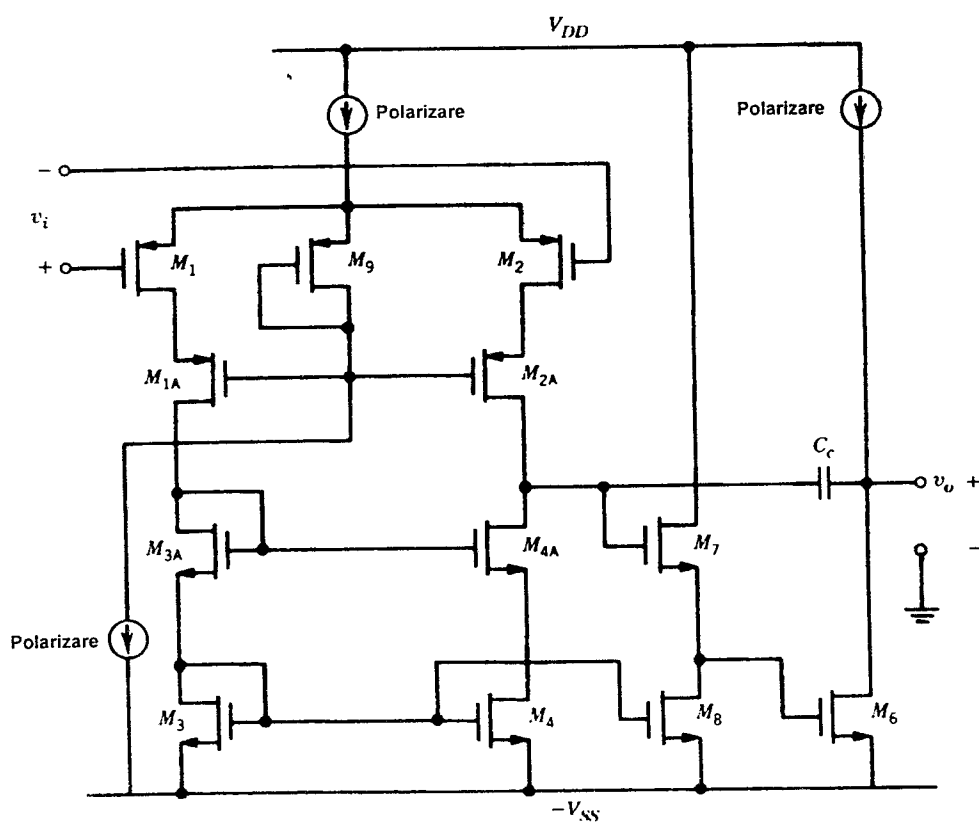 V_DD
Polarizare
Polarizare
−
v_i
+
M_1
M_9
M_2
M_1A
M_2A
C_c
v_o +
M_3A
M_4A
M_7
−
Polarizare
M_3
M_4
M_8
M_6
−V_SS